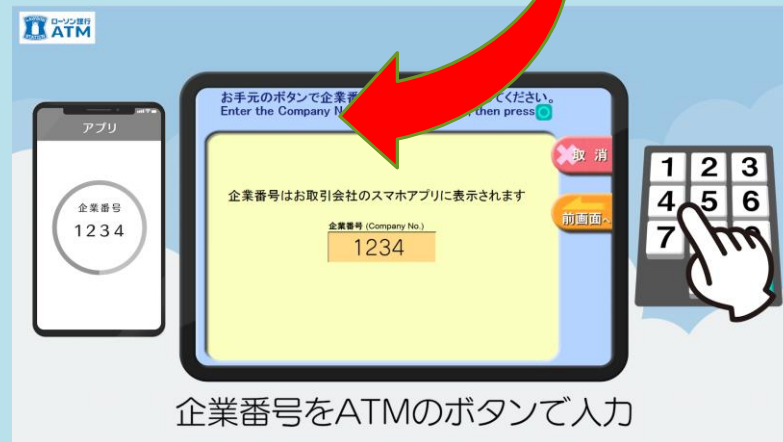 ローソン銀行
ATM
お手元のボタンで企業番 てください。
Enter the Company N then press
アプリ
企業番号
1234
取消
前画面へ
企業番号はお取引会社のスマホアプリに表示されます
企業番号 (Company No.)
1234
1 2 3
4 5 6
7
企業番号をATMのボタンで入力